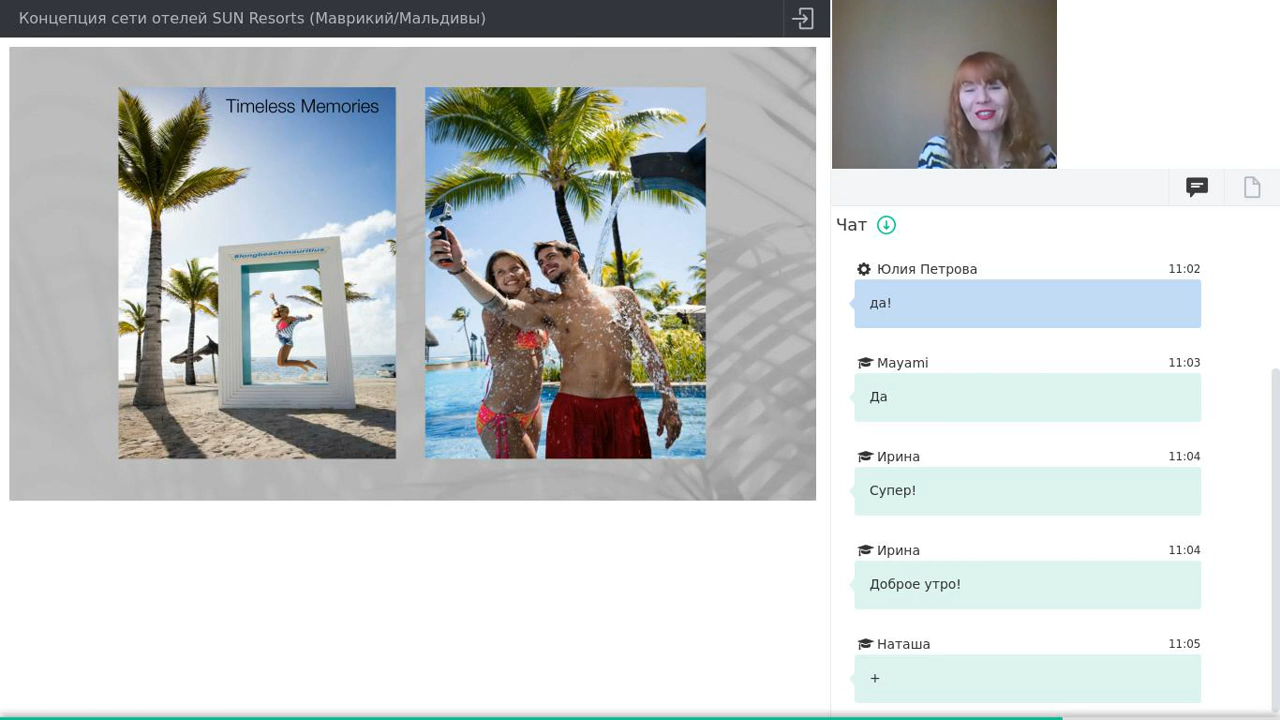 Концепция сети отелей SUN Resorts (Маврикий/Мальдивы)
Timeless Memories
#longbeachmauritius
Чат
Юлия Петрова 11:02
да!
Mayami 11:03
Да
Ирина 11:04
Супер!
Ирина 11:04
Доброе утро!
Наташа 11:05
+